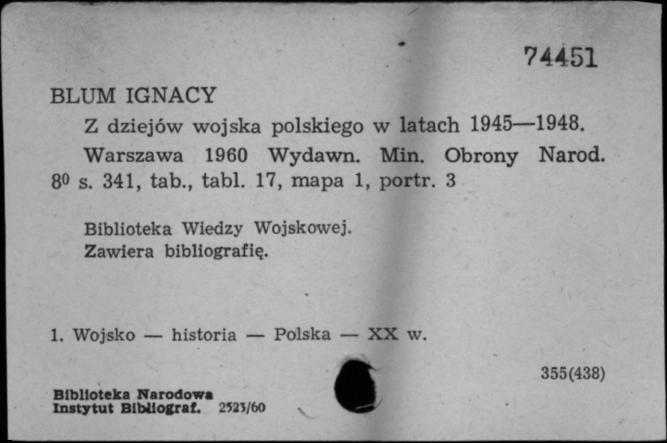 74451
BLUM IGNACY
Z dziejów wojska polskiego w latach 1945—1948.
Warszawa 1960 Wydawn. Min. Obrony Narod.
8⁰ s. 341, tab., tabl. 17, mapa 1, portr. 3
Biblioteka Wiedzy Wojskowej.
Zawiera bibliografię.
1. Wojsko — historia — Polska — XX w.
355(438)
Biblioteka Narodowa
Instytut Bibliograf. 2523/60